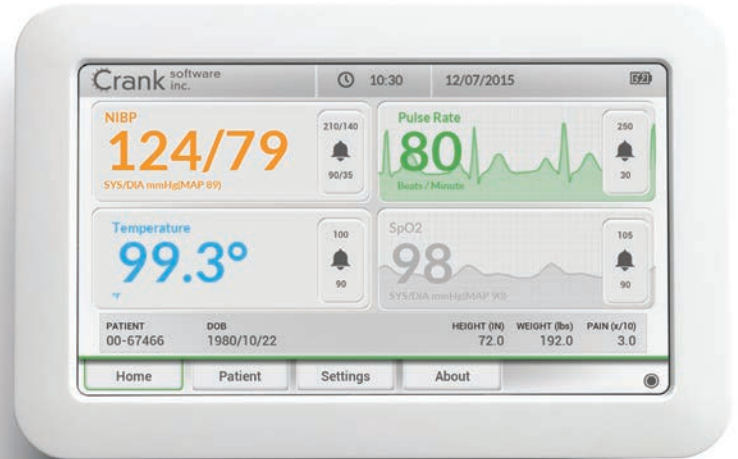 Crank software inc.
10:30
12/07/2015
NIBP
124/79
SYS/DIA mmHg(MAP 89)
210/140
90/35
Pulse Rate
80
Beats / Minute
250
30
Temperature
99.3°
°F
100
90
SpO2
98
SYS/DIA mmHg(MAP 90)
105
90
PATIENT DOB HEIGHT (IN) WEIGHT (lbs) PAIN (x/10)
00-67466 1980/10/22 72.0 192.0 3.0
Home Patient Settings About